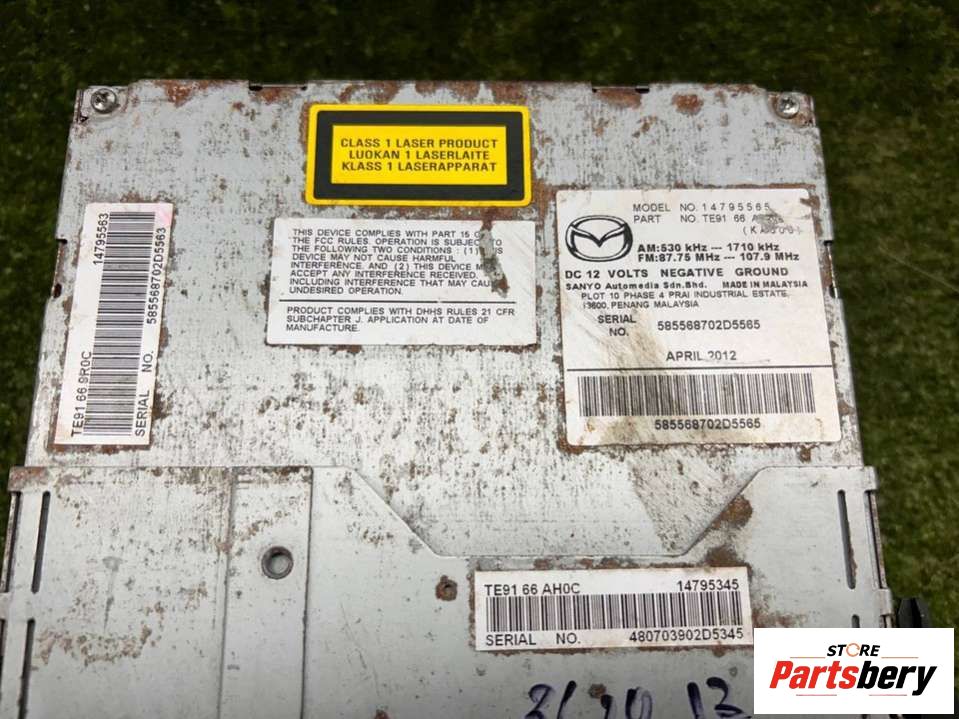 CLASS 1 LASER PRODUCT
LUOKAN 1 LASERLAITE
KLASS 1 LASERAPPARAT
MODEL NO. 14795565
PART NO. TE91 66
AM:530 kHz --- 1710 kHz
FM:87.75 MHz --- 107.9 MHz
DC 12 VOLTS NEGATIVE GROUND
SANYO Automedia Sdn.Bhd. MADE IN MALAYSIA
PLOT 10 PHASE 4 PRAI INDUSTRIAL ESTATE,
13600, PENANG MALAYSIA
SERIAL
NO. 585568702D5565
APRIL 2012
585568702D5565
THIS DEVICE COMPLIES WITH PART 15
THE FCC RULES. OPERATION IS SUBJECT TO
THE FOLLOWING TWO CONDITIONS : (1) THIS
DEVICE MAY NOT CAUSE HARMFUL
INTERFERENCE, AND (2) THIS DEVICE MUST
ACCEPT ANY INTERFERENCE RECEIVED,
INCLUDING INTERFERENCE THAT MAY CAUSE
UNDESIRED OPERATION.
PRODUCT COMPLIES WITH DHHS RULES 21 CFR
SUBCHAPTER J. APPLICATION AT DATE OF
MANUFACTURE.
TE91 66 9R0C 14795563
SERIAL NO. 585568702D5563
TE91 66 AH0C 14795345
SERIAL NO. 480703902D5345
STORE
Partsbery